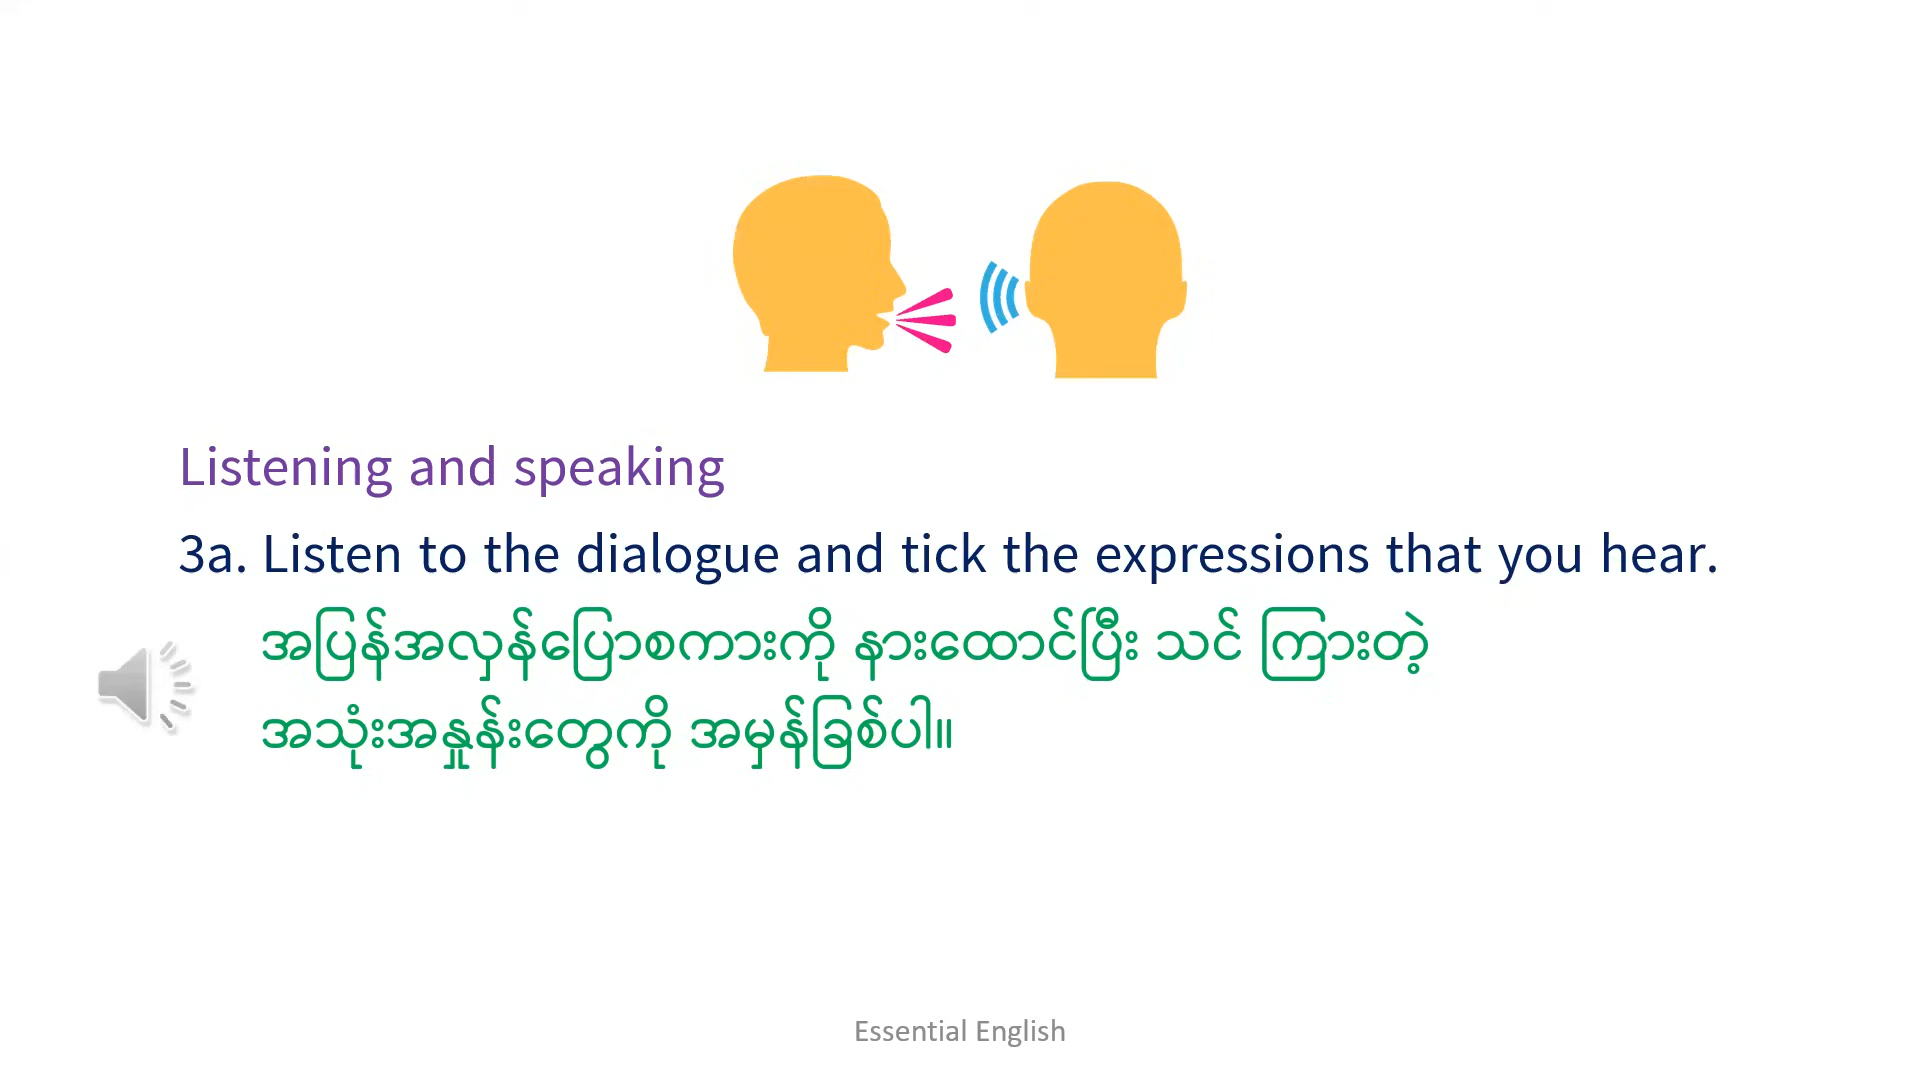 Listening and speaking
3a. Listen to the dialogue and tick the expressions that you hear.
အပြန်အလှန်ပြောစကားကို နားထောင်ပြီး သင် ကြားတဲ့
အသုံးအနှုန်းတွေကို အမှန်ခြစ်ပါ။
Essential English